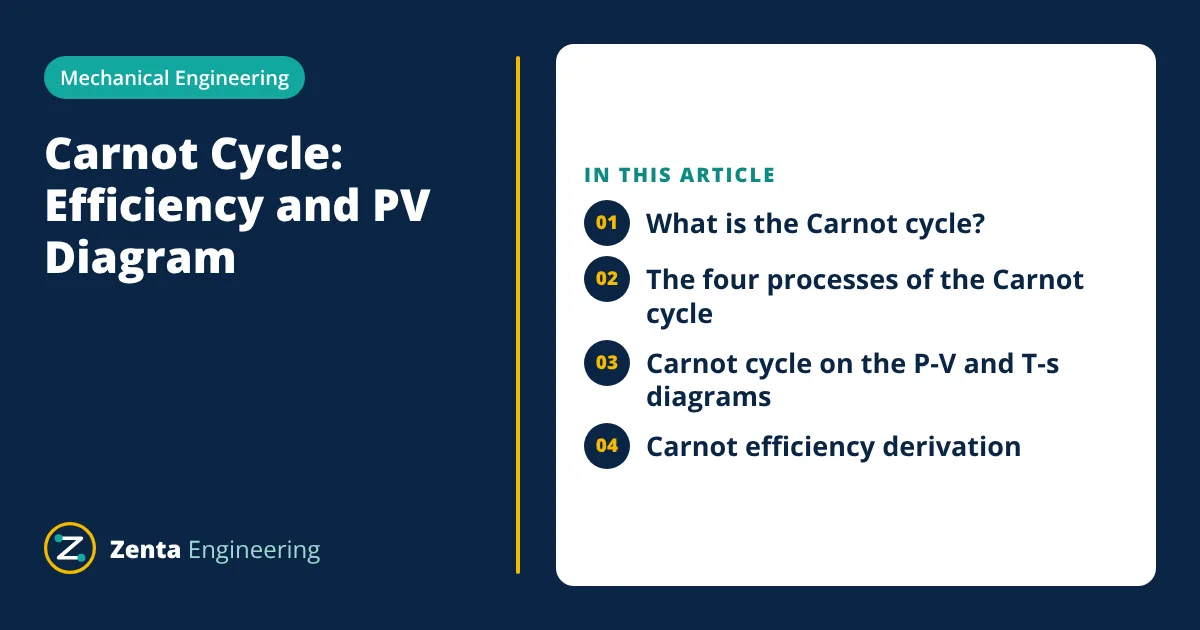 Mechanical Engineering
Carnot Cycle:
Efficiency and PV
Diagram
Zenta Engineering
IN THIS ARTICLE
01 What is the Carnot cycle?
02 The four processes of the Carnot
cycle
03 Carnot cycle on the P-V and T-s
diagrams
04 Carnot efficiency derivation